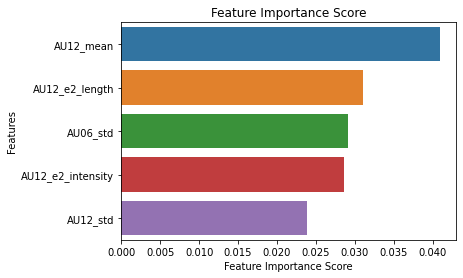 Feature Importance Score
AU12_mean
AU12_e2_length
AU06_std
AU12_e2_intensity
AU12_std
Features
0.000 0.005 0.010 0.015 0.020 0.025 0.030 0.035 0.040
Feature Importance Score